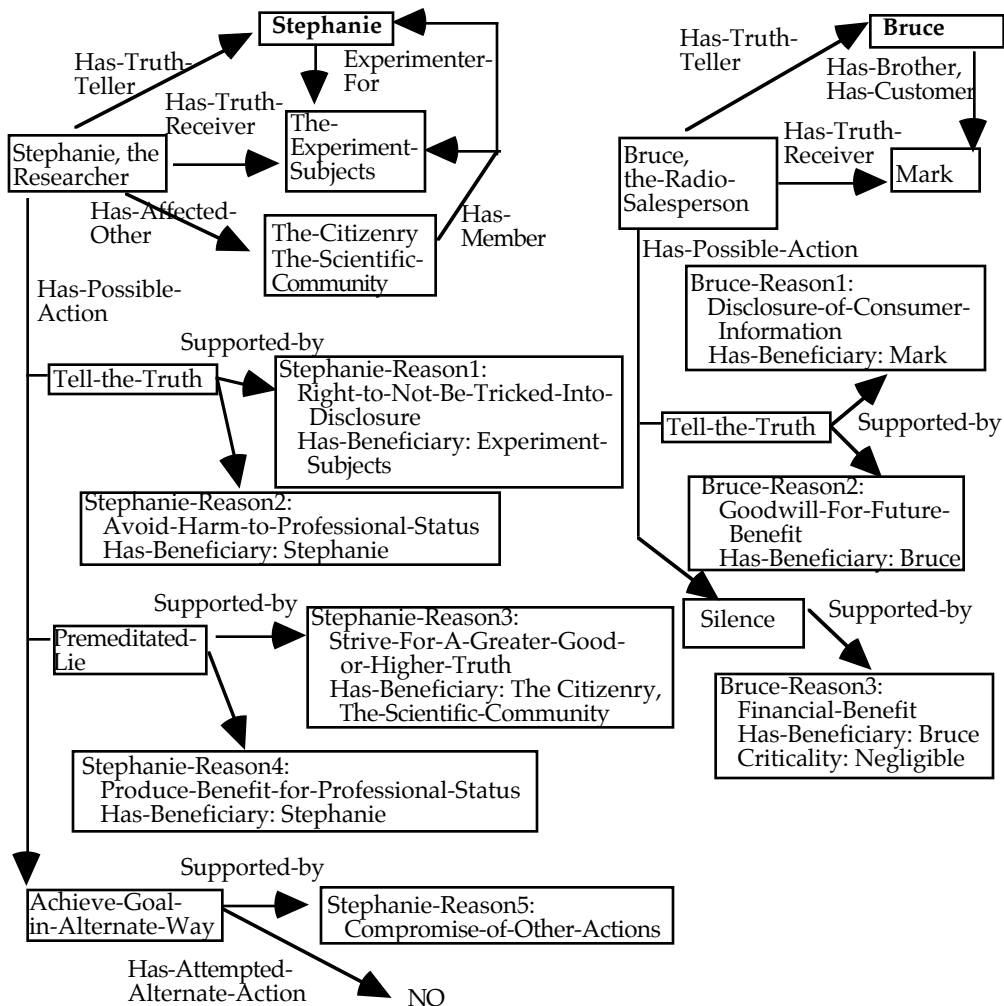 Stephanie
Has-Truth-
Teller
Experimenter-
For
Has-Truth-
Receiver
The-
Experiment-
Subjects
Stephanie, the
Researcher
Has-Affected-
Other
The-Citizenry
The-Scientific-
Community
Has-
Member
Has-Possible-
Action
Supported-by
Tell-the-Truth
Stephanie-Reason1:
Right-to-Not-Be-Tricked-Into-
Disclosure
Has-Beneficiary: Experiment-
Subjects
Stephanie-Reason2:
Avoid-Harm-to-Professional-Status
Has-Beneficiary: Stephanie
Supported-by
Premeditated-
Lie
Stephanie-Reason3:
Strive-For-A-Greater-Good-
or-Higher-Truth
Has-Beneficiary: The Citizenry,
The-Scientific-Community
Stephanie-Reason4:
Produce-Benefit-for-Professional-Status
Has-Beneficiary: Stephanie
Supported-by
Achieve-Goal-
in-Alternate-Way
Stephanie-Reason5:
Compromise-of-Other-Actions
Has-Attempted-
Alternate-Action
NO
Bruce
Has-Truth-
Teller
Has-Brother,
Has-Customer
Has-Truth-
Receiver
Bruce,
the-Radio-
Salesperson
Mark
Has-Possible-Action
Bruce-Reason1:
Disclosure-of-Consumer-
Information
Has-Beneficiary: Mark
Tell-the-Truth
Supported-by
Bruce-Reason2:
Goodwill-For-Future-
Benefit
Has-Beneficiary: Bruce
Silence
Supported-by
Bruce-Reason3:
Financial-Benefit
Has-Beneficiary: Bruce
Criticality: Negligible